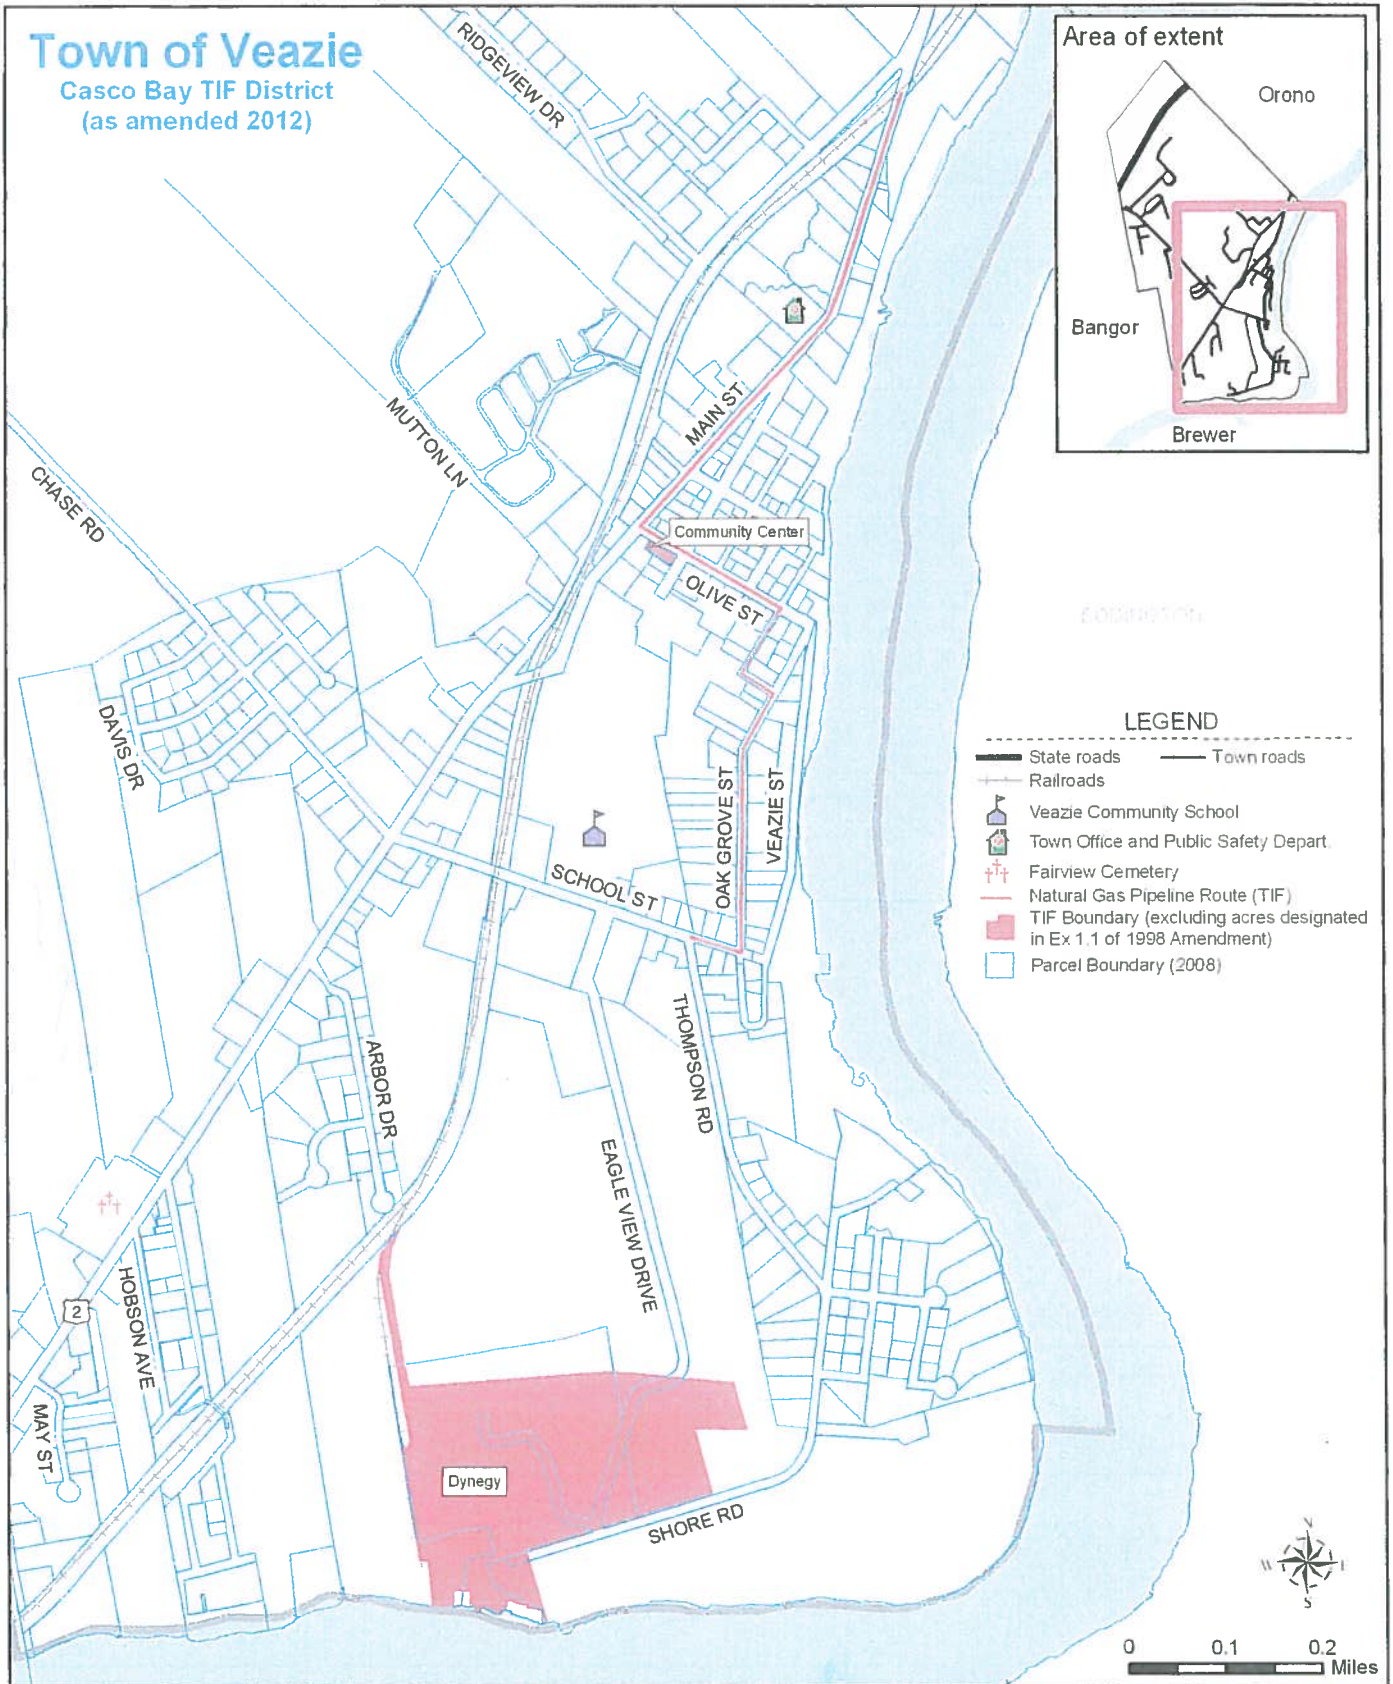 Town of Veazie
Casco Bay TIF District
(as amended 2012)
Area of extent
Orono
Bangor
Brewer
RIDGEVIEW DR
MAIN ST
MUTTON LN
CHASE RD
Community Center
OLIVE ST
DAVIS DR
OAK GROVE ST
VEAZIE ST
SCHOOL ST
THOMPSON RD
ARBOR DR
EAGLE VIEW DRIVE
HOBSON AVE
2
MAY ST
Dynegy
SHORE RD
EDDINGTON
LEGEND
State roads
Town roads
Railroads
Veazie Community School
Town Office and Public Safety Depart.
Fairview Cemetery
Natural Gas Pipeline Route (TIF)
TIF Boundary (excluding acres designated
in Ex 1.1 of 1998 Amendment)
Parcel Boundary (2008)
N
W
S
0 0.1 0.2
Miles